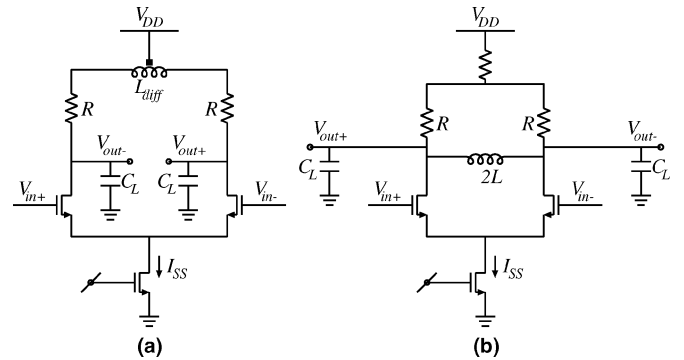 V_DD
L_diff
R
R
V_out-
V_out+
C_L
C_L
V_in+
V_in-
I_SS
(a)
V_DD
R
R
V_out+
V_out-
C_L
C_L
2L
V_in+
V_in-
I_SS
(b)